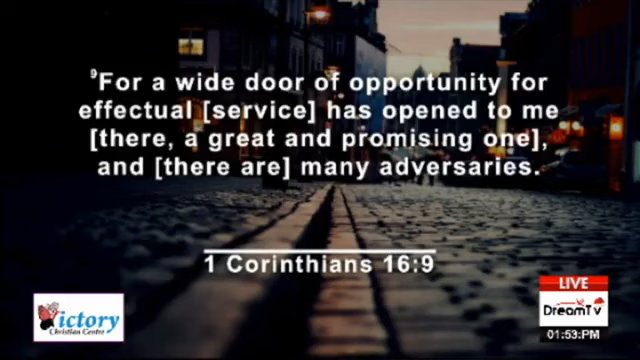 ⁹For a wide door of opportunity for
effectual [service] has opened to me
[there, a great and promising one],
and [there are] many adversaries.
1 Corinthians 16:9
Victory
Christian Centre
LIVE
DreamTv
01:53:PM